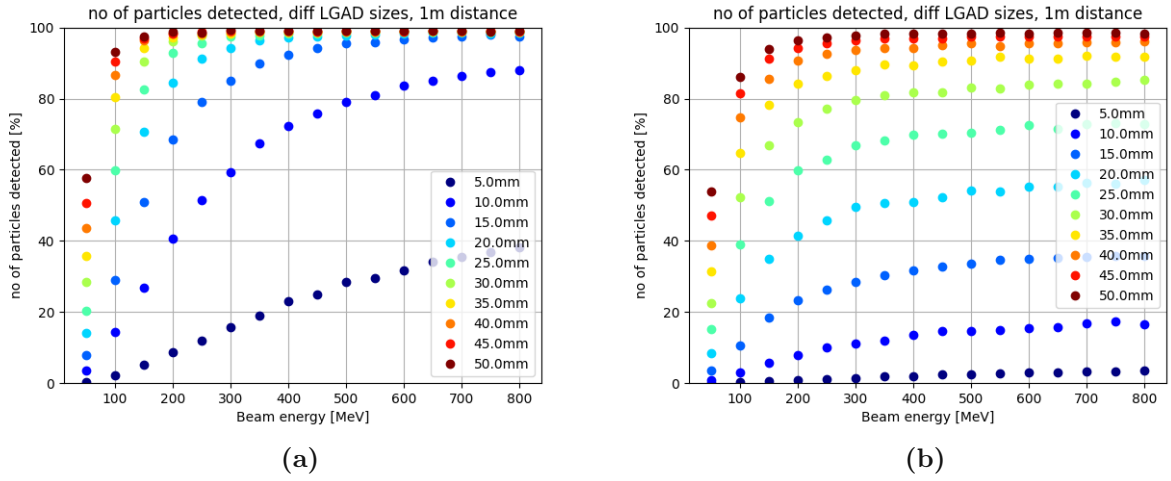 no of particles detected, diff LGAD sizes, 1m distance
no of particles detected [%]
100
80
60
40
20
0
5.0mm
10.0mm
15.0mm
20.0mm
25.0mm
30.0mm
35.0mm
40.0mm
45.0mm
50.0mm
100 200 300 400 500 600 700 800
Beam energy [MeV]
(a)
no of particles detected, diff LGAD sizes, 1m distance
no of particles detected [%]
100
80
60
40
20
0
5.0mm
10.0mm
15.0mm
20.0mm
25.0mm
30.0mm
35.0mm
40.0mm
45.0mm
50.0mm
100 200 300 400 500 600 700 800
Beam energy [MeV]
(b)